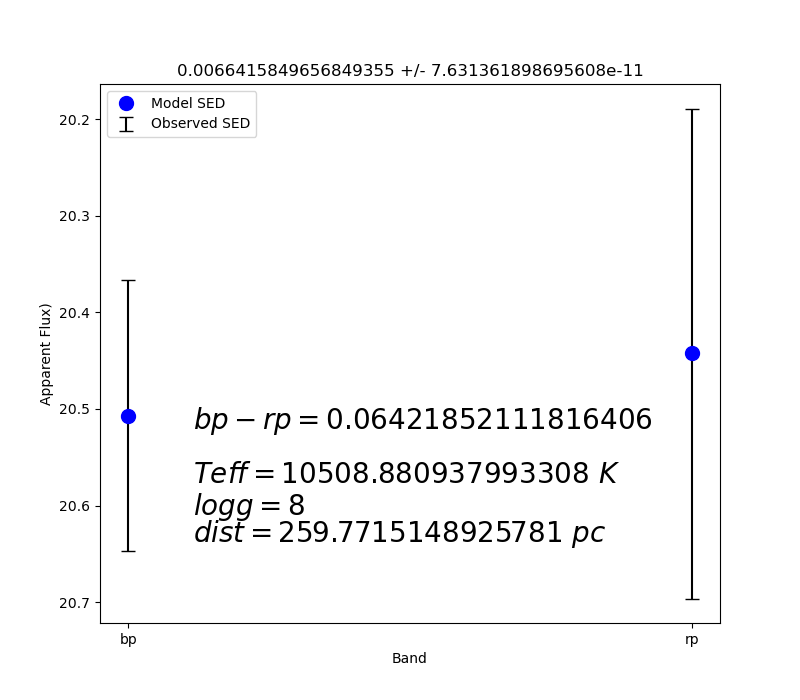 0.0066415849656849355 +/- 7.631361898695608e-11
Model SED
Observed SED
20.2
20.3
20.4
20.5
20.6
20.7
Apparent Flux)
bp − rp = 0.06421852111816406
Teff = 10508.880937993308 K
logg = 8
dist = 259.7715148925781 pc
bp
rp
Band